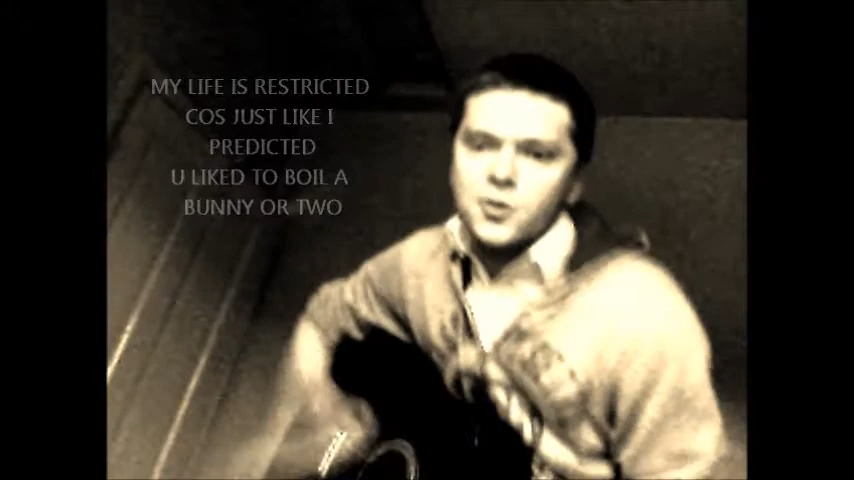 MY LIFE IS RESTRICTED
COS JUST LIKE I
PREDICTED
U LIKED TO BOIL A
BUNNY OR TWO